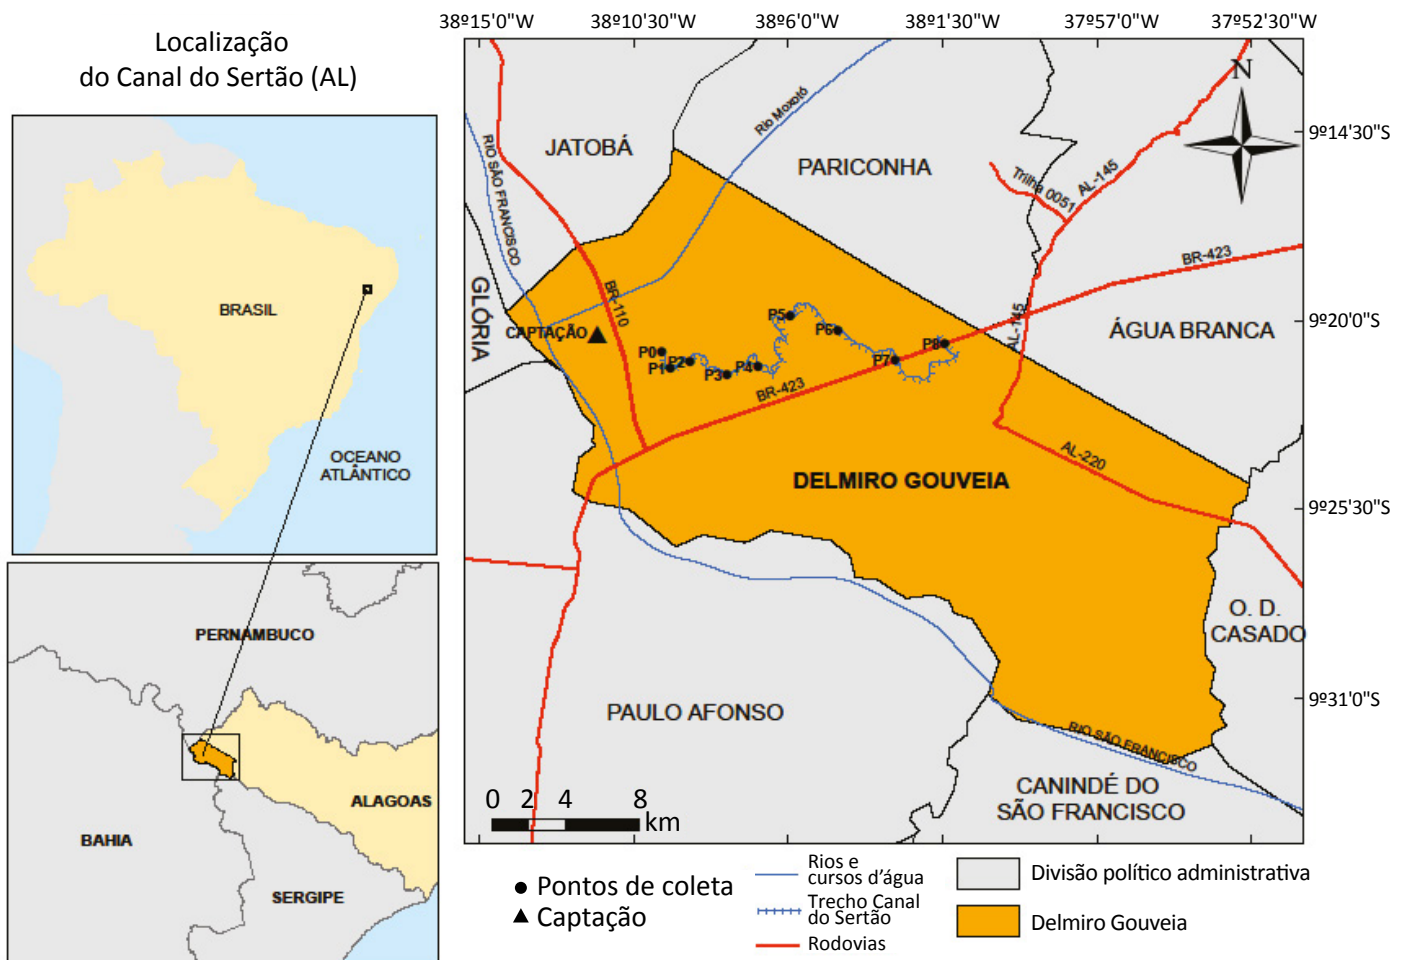 Localização
do Canal do Sertão (AL)
BRASIL
OCEANO
ATLÂNTICO
PERNAMBUCO
ALAGOAS
BAHIA
SERGIPE
38º15'0"W
38º10'30"W
38º6'0"W
38º1'30"W
37º57'0"W
37º52'30"W
9º14'30"S
9º20'0"S
9º25'30"S
9º31'0"S
N
JATOBÁ
Rio Moxotó
PARICONHA
RIO SÃO FRANCISCO
Trilha 0051
AL-145
BR-423
GLÓRIA
BR-110
CAPTAÇÃO
P0
P1
P2
P3
P4
P5
P6
P7
P8
AL-145
ÁGUA BRANCA
BR-423
AL-220
DELMIRO GOUVEIA
O. D.
CASADO
PAULO AFONSO
RIO SÃO FRANCISCO
CANINDÉ DO
SÃO FRANCISCO
0 2 4 8
km
Pontos de coleta
Captação
Rios e
cursos d'água
Trecho Canal
do Sertão
Rodovias
Divisão político administrativa
Delmiro Gouveia